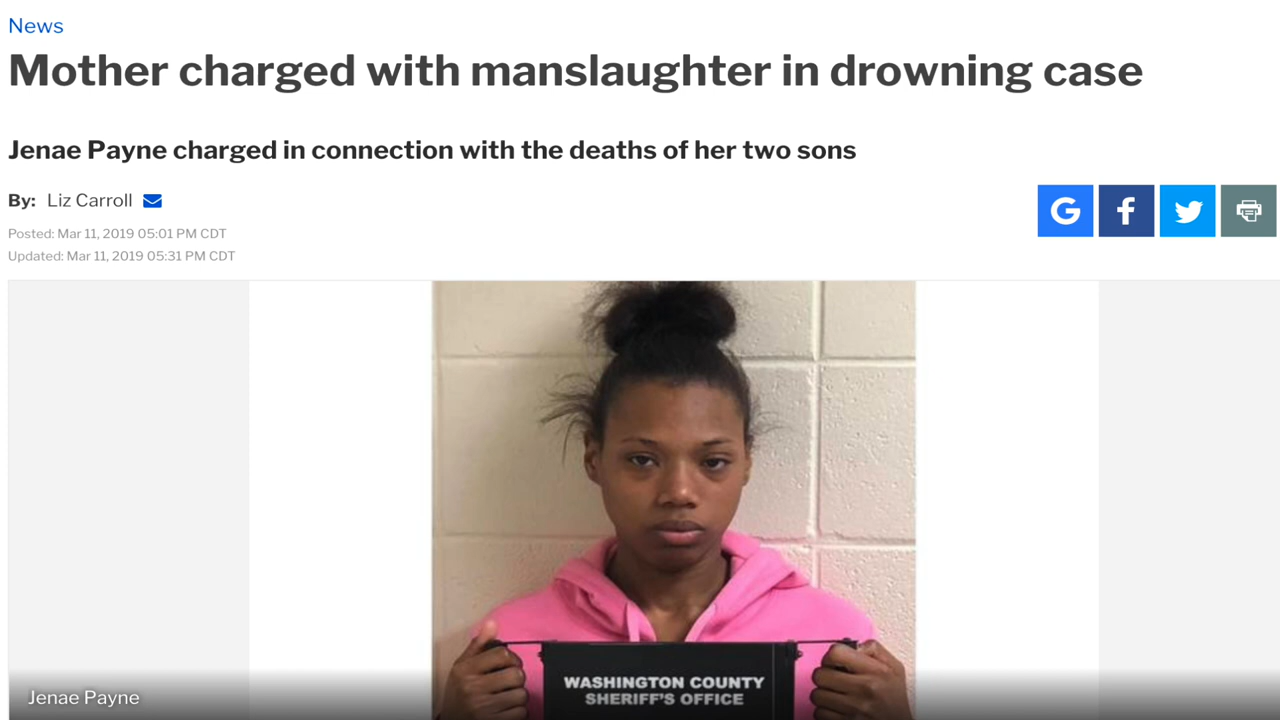 News
Mother charged with manslaughter in drowning case
Jenae Payne charged in connection with the deaths of her two sons
By: Liz Carroll
Posted: Mar 11, 2019 05:01 PM CDT
Updated: Mar 11, 2019 05:31 PM CDT
G f
WASHINGTON COUNTY
SHERIFF'S OFFICE
Jenae Payne